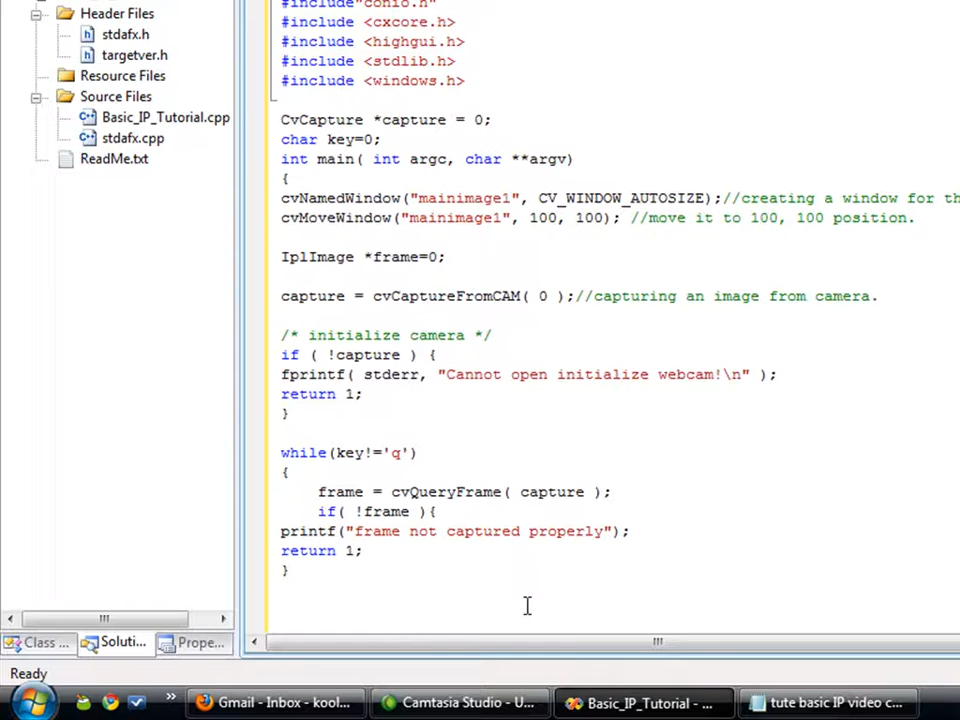 Header Files
stdafx.h
targetver.h
Resource Files
Source Files
Basic_IP_Tutorial.cpp
stdafx.cpp
ReadMe.txt
#include"conio.h"
#include <cxcore.h>
#include <highgui.h>
#include <stdlib.h>
#include <windows.h>
CvCapture *capture = 0;
char key=0;
int main( int argc, char **argv)
{
cvNamedWindow("mainimage1", CV_WINDOW_AUTOSIZE);//creating a window for th
cvMoveWindow("mainimage1", 100, 100); //move it to 100, 100 position.
IplImage *frame=0;
capture = cvCaptureFromCAM( 0 );//capturing an image from camera.
/* initialize camera */
if ( !capture ) {
fprintf( stderr, "Cannot open initialize webcam!\n" );
return 1;
}
while(key!='q')
{
frame = cvQueryFrame( capture );
if( !frame ){
printf("frame not captured properly");
return 1;
}
Class ...
Soluti...
Prope...
Ready
Gmail - Inbox - kool...
Camtasia Studio - U...
Basic_IP_Tutorial - ...
tute basic IP video c...